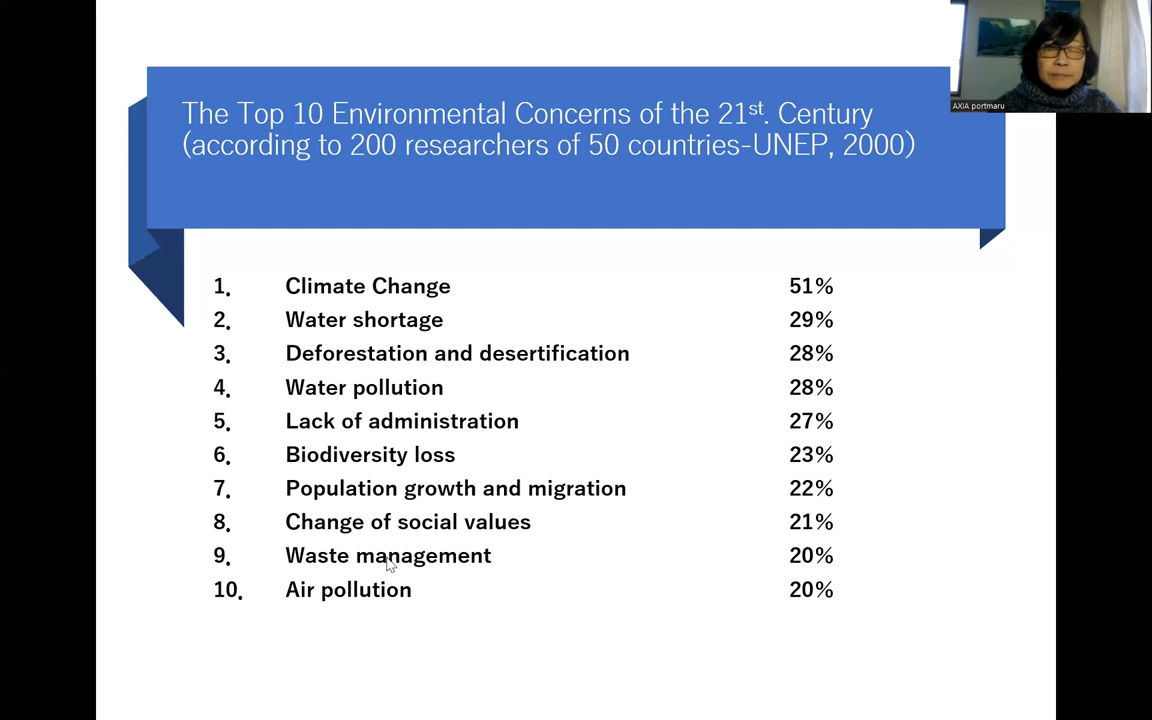 The Top 10 Environmental Concerns of the 21st. Century
(according to 200 researchers of 50 countries-UNEP, 2000)
AXIA portmaru
1. Climate Change 51%
2. Water shortage 29%
3. Deforestation and desertification 28%
4. Water pollution 28%
5. Lack of administration 27%
6. Biodiversity loss 23%
7. Population growth and migration 22%
8. Change of social values 21%
9. Waste management 20%
10. Air pollution 20%